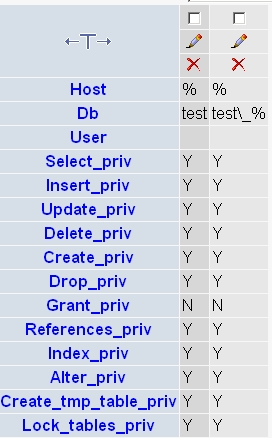 ←T→
Host % %
Db test test\_%
User
Select_priv Y Y
Insert_priv Y Y
Update_priv Y Y
Delete_priv Y Y
Create_priv Y Y
Drop_priv Y Y
Grant_priv N N
References_priv Y Y
Index_priv Y Y
Alter_priv Y Y
Create_tmp_table_priv Y Y
Lock_tables_priv Y Y